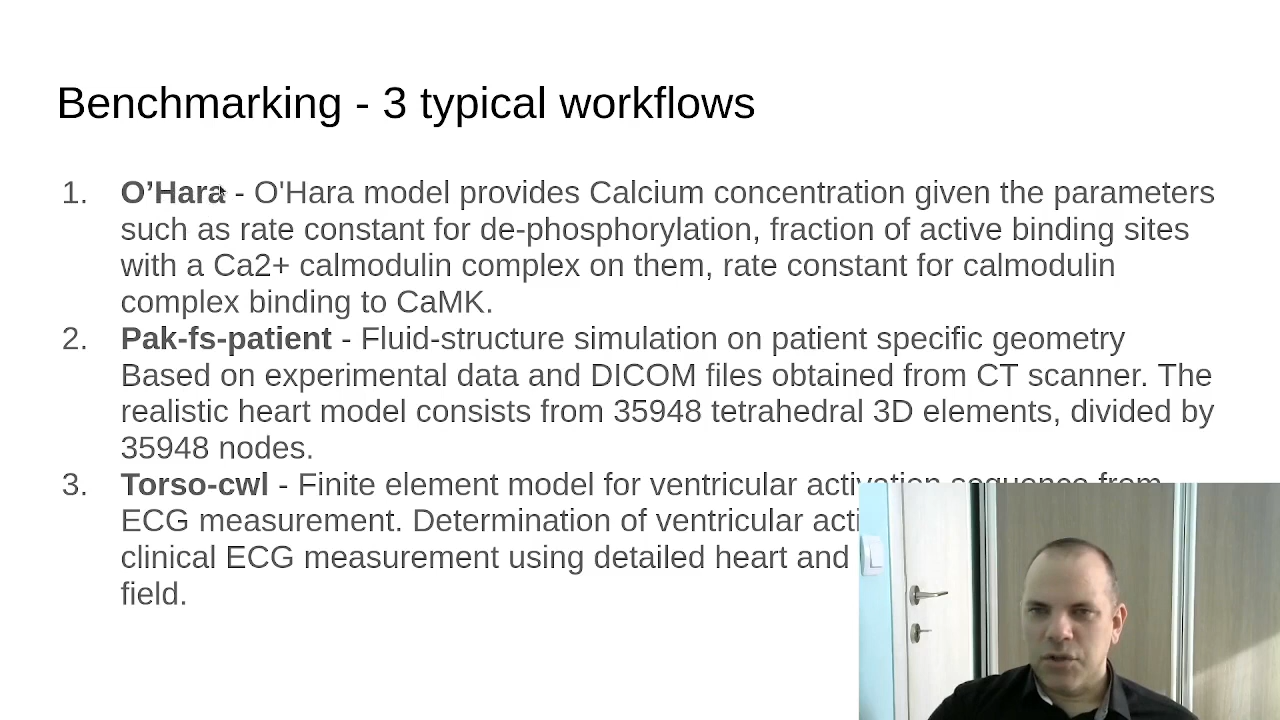 Benchmarking - 3 typical workflows
1. O’Hara - O'Hara model provides Calcium concentration given the parameters
such as rate constant for de-phosphorylation, fraction of active binding sites
with a Ca2+ calmodulin complex on them, rate constant for calmodulin
complex binding to CaMK.
2. Pak-fs-patient - Fluid-structure simulation on patient specific geometry
Based on experimental data and DICOM files obtained from CT scanner. The
realistic heart model consists from 35948 tetrahedral 3D elements, divided by
35948 nodes.
3. Torso-cwl - Finite element model for ventricular activation sequence from
ECG measurement. Determination of ventricular
clinical ECG measurement using detailed heart and
field.